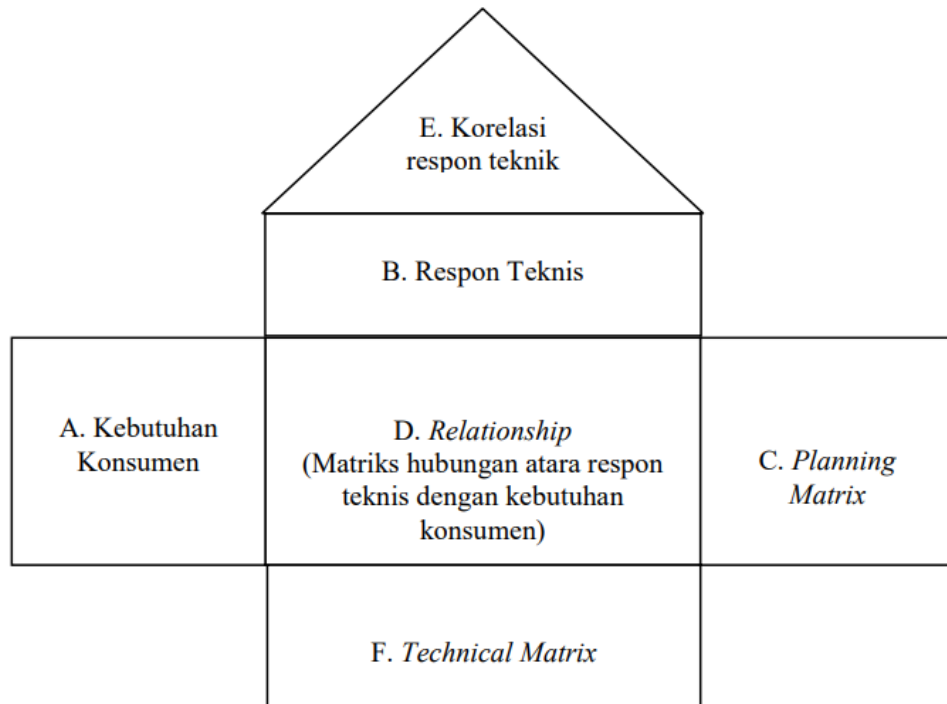 E. Korelasi
respon teknik
B. Respon Teknis
A. Kebutuhan
Konsumen
D. Relationship
(Matriks hubungan atara respon
teknis dengan kebutuhan
konsumen)
C. Planning
Matrix
F. Technical Matrix